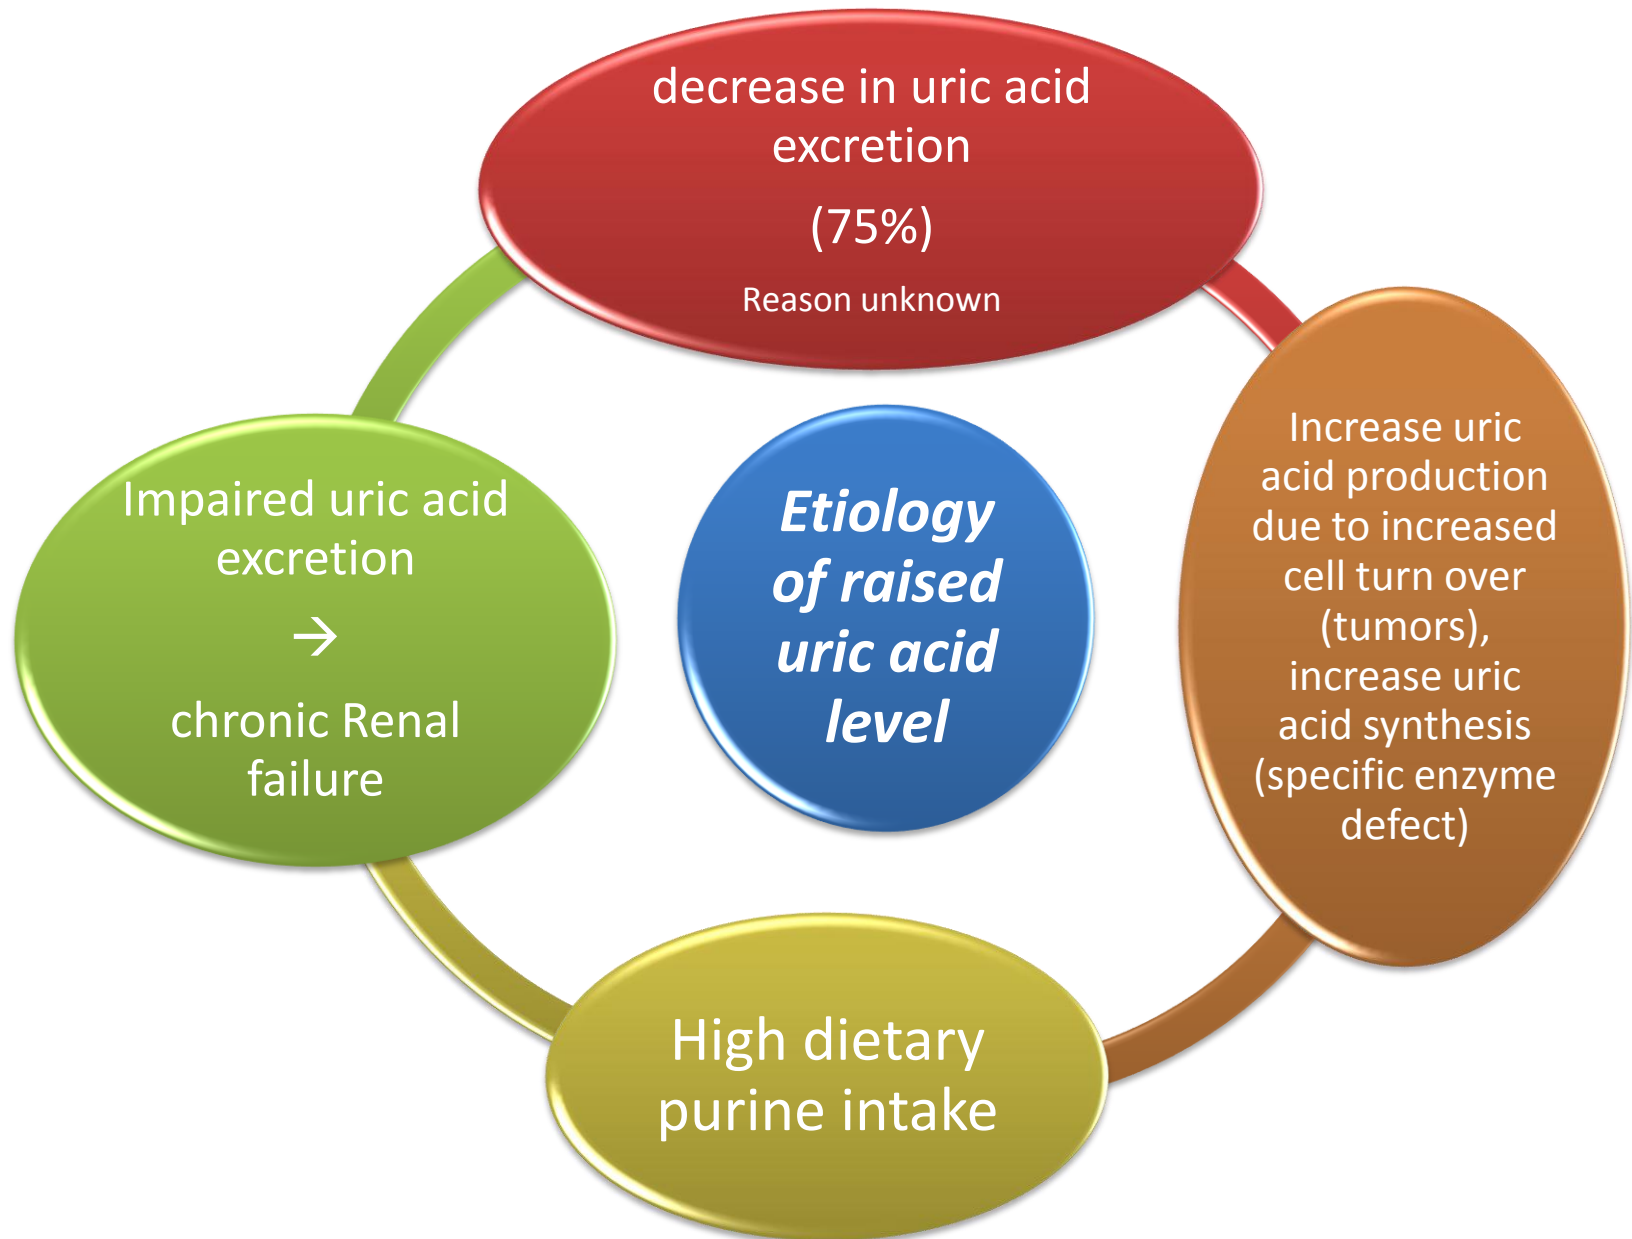 decrease in uric acid
excretion
(75%)
Reason unknown
Increase uric
acid production
due to increased
cell turn over
(tumors),
increase uric
acid synthesis
(specific enzyme
defect)
High dietary
purine intake
Impaired uric acid
excretion
→
chronic Renal
failure
Etiology
of raised
uric acid
level